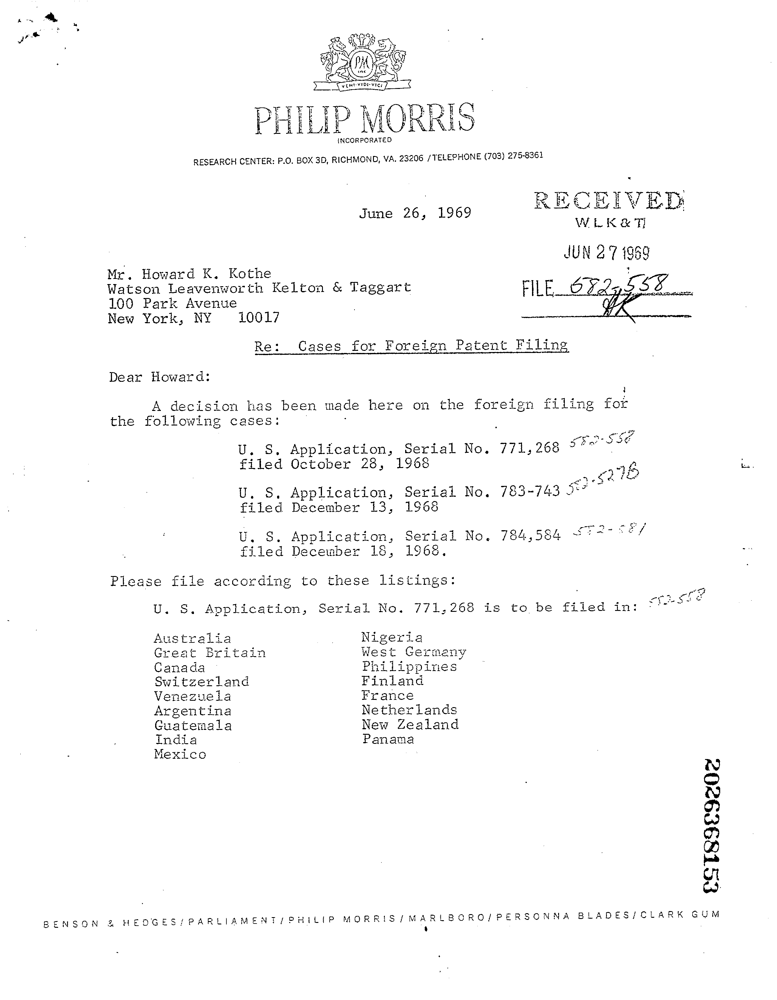 PM
INC
VENI·VIDI·VICI
PHILIP MORRIS
INCORPORATED
RESEARCH CENTER: P.O. BOX 3D, RICHMOND, VA. 23206 / TELEPHONE (703) 275-8361
June 26, 1969
RECEIVED
W L K & T
JUN 27 1969
FILE 582-558
HK
Mr. Howard K. Kothe
Watson Leavenworth Kelton & Taggart
100 Park Avenue
New York, NY 10017
Re: Cases for Foreign Patent Filing
Dear Howard:
A decision has been made here on the foreign filing for
the following cases:
U. S. Application, Serial No. 771,268 582-558
filed October 28, 1968
U. S. Application, Serial No. 783-743 582-527B
filed December 13, 1968
U. S. Application, Serial No. 784,584 582-581
filed December 18, 1968.
Please file according to these listings:
U. S. Application, Serial No. 771,268 is to be filed in: 582-558
Australia
Great Britain
Canada
Switzerland
Venezuela
Argentina
Guatemala
India
Mexico
Nigeria
West Germany
Philippines
Finland
France
Netherlands
New Zealand
Panama
2026368153
BENSON & HEDGES/PARLIAMENT/PHILIP MORRIS/MARLBORO/PERSONNA BLADES/CLARK GUM